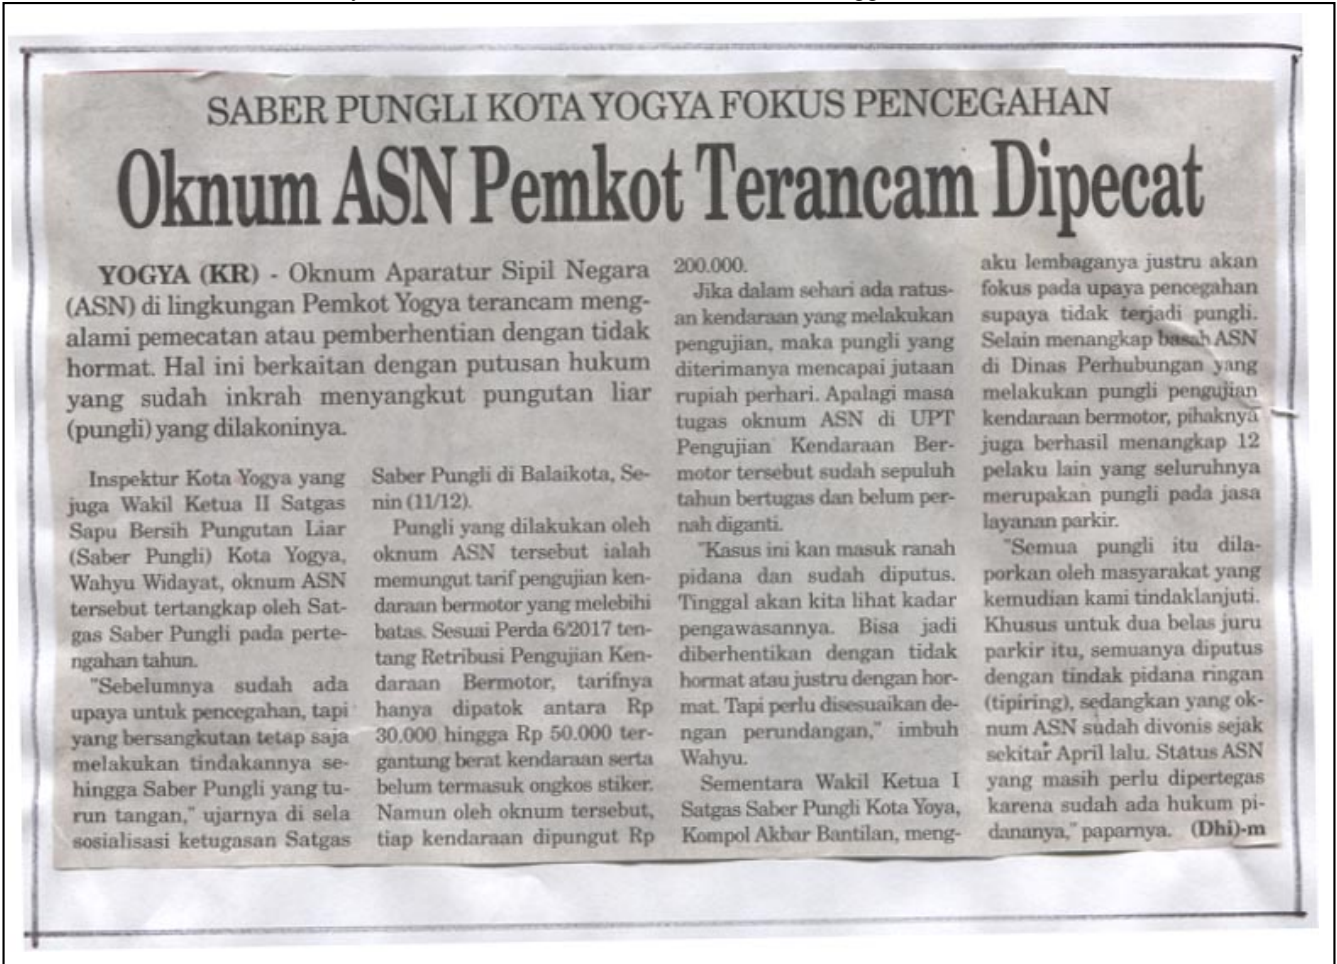 SABER PUNGLI KOTA YOGYA FOKUS PENCEGAHAN
Oknum ASN Pemkot Terancam Dipecat
YOGYA (KR) - Oknum Aparatur Sipil Negara
(ASN) di lingkungan Pemkot Yogya terancam meng-
alami pemecatan atau pemberhentian dengan tidak
hormat. Hal ini berkaitan dengan putusan hukum
yang sudah inkrah menyangkut pungutan liar
(pungli) yang dilakoninya.
Inspektur Kota Yogya yang
juga Wakil Ketua II Satgas
Sapu Bersih Pungutan Liar
(Saber Pungli) Kota Yogya,
Wahyu Widayat, oknum ASN
tersebut tertangkap oleh Sat-
gas Saber Pungli pada perte-
ngahan tahun.
"Sebelumnya sudah ada
upaya untuk pencegahan, tapi
yang bersangkutan tetap saja
melakukan tindakannya se-
hingga Saber Pungli yang tu-
run tangan," ujarnya di sela
sosialisasi ketugasan Satgas
Saber Pungli di Balaikota, Se-
nin (11/12).
Pungli yang dilakukan oleh
oknum ASN tersebut ialah
memungut tarif pengujian ken-
daraan bermotor yang melebihi
batas. Sesuai Perda 6/2017 ten-
tang Retribusi Pengujian Ken-
daraan Bermotor, tarifnya
hanya dipatok antara Rp
30.000 hingga Rp 50.000 ter-
gantung berat kendaraan serta
belum termasuk ongkos stiker.
Namun oleh oknum tersebut,
tiap kendaraan dipungut Rp
200.000.
Jika dalam sehari ada ratus-
an kendaraan yang melakukan
pengujian, maka pungli yang
diterimanya mencapai jutaan
rupiah perhari. Apalagi masa
tugas oknum ASN di UPT
Pengujian Kendaraan Ber-
motor tersebut sudah sepuluh
tahun bertugas dan belum per-
nah diganti.
"Kasus ini kan masuk ranah
pidana dan sudah diputus.
Tinggal akan kita lihat kadar
pengawasannya. Bisa jadi
diberhentikan dengan tidak
hormat atau justru dengan hor-
mat. Tapi perlu disesuaikan de-
ngan perundangan," imbuh
Wahyu.
Sementara Wakil Ketua I
Satgas Saber Pungli Kota Yoya,
Kompol Akbar Bantilan, meng-
aku lembaganya justru akan
fokus pada upaya pencegahan
supaya tidak terjadi pungli.
Selain menangkap basah ASN
di Dinas Perhubungan yang
melakukan pungli pengujian
kendaraan bermotor, pihaknya
juga berhasil menangkap 12
pelaku lain yang seluruhnya
merupakan pungli pada jasa
layanan parkir.
"Semua pungli itu dila-
porkan oleh masyarakat yang
kemudian kami tindaklanjuti.
Khusus untuk dua belas juru
parkir itu, semuanya diputus
dengan tindak pidana ringan
(tipiring), sedangkan yang ok-
num ASN sudah divonis sejak
sekitar April lalu. Status ASN
yang masih perlu dipertegas
karena sudah ada hukum pi-
dananya," paparnya. (Dhi)-m